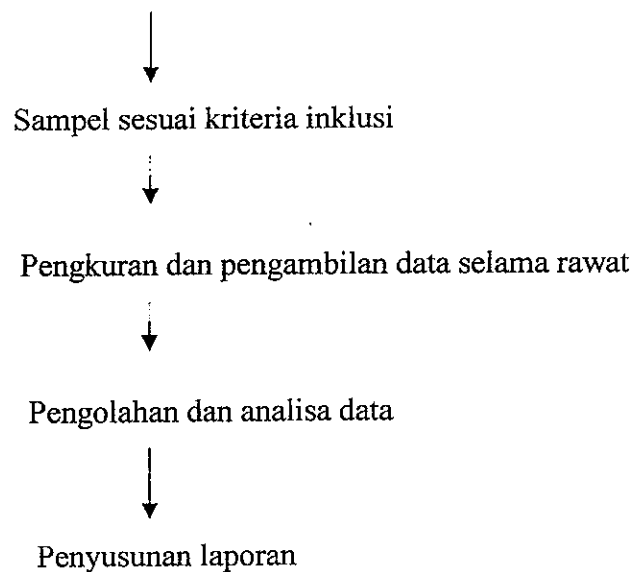 Sampel sesuai kriteria inklusi
Pengkuran dan pengambilan data selama rawat
Pengolahan dan analisa data
Penyusunan laporan